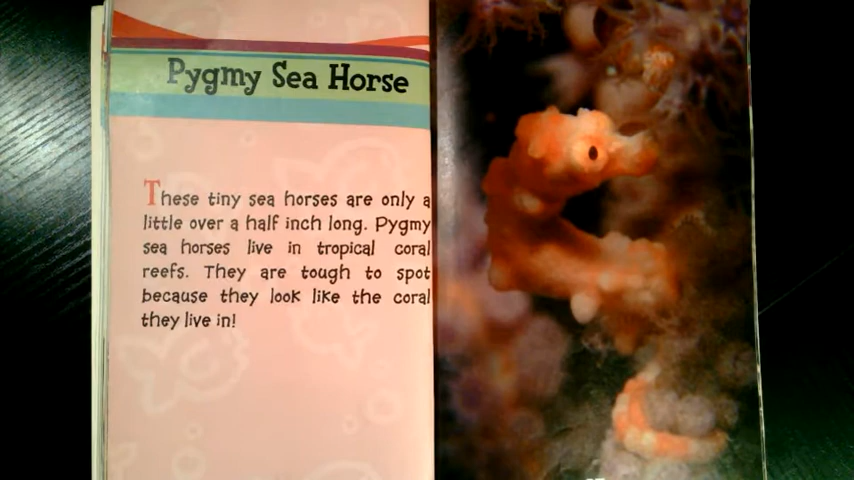 Pygmy Sea Horse
These tiny sea horses are only a
little over a half inch long. Pygmy
sea horses live in tropical coral
reefs. They are tough to spot
because they look like the coral
they live in!